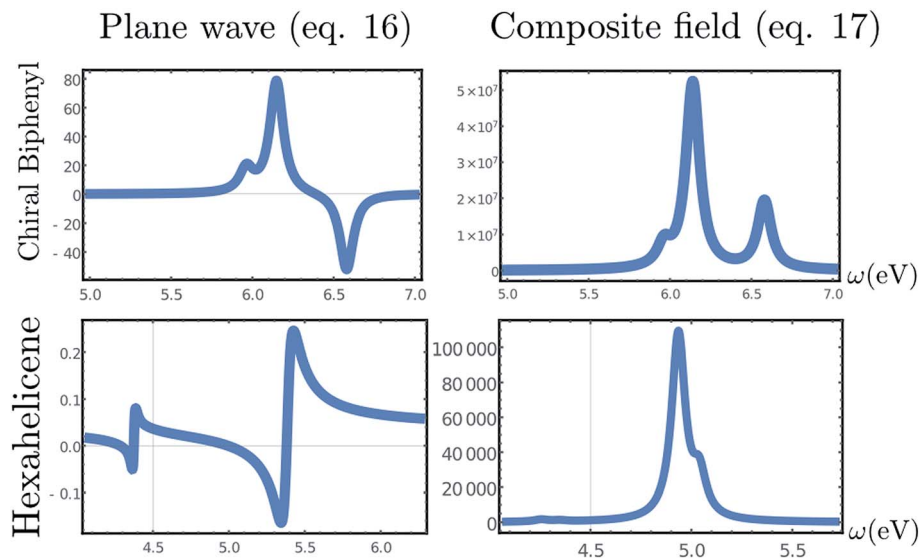 Plane wave (eq. 16)
Composite field (eq. 17)
Chiral Biphenyl
80
60
40
20
0
- 20
- 40
5.0 5.5 6.0 6.5 7.0
5×10⁷
4×10⁷
3×10⁷
2×10⁷
1×10⁷
0
5.0 5.5 6.0 6.5 7.0
ω(eV)
Hexahelicene
0.2
0.1
0.0
- 0.1
4.5 5.0 5.5 6.0
100 000
80 000
60 000
40 000
20 000
0
4.5 5.0 5.5
ω(eV)